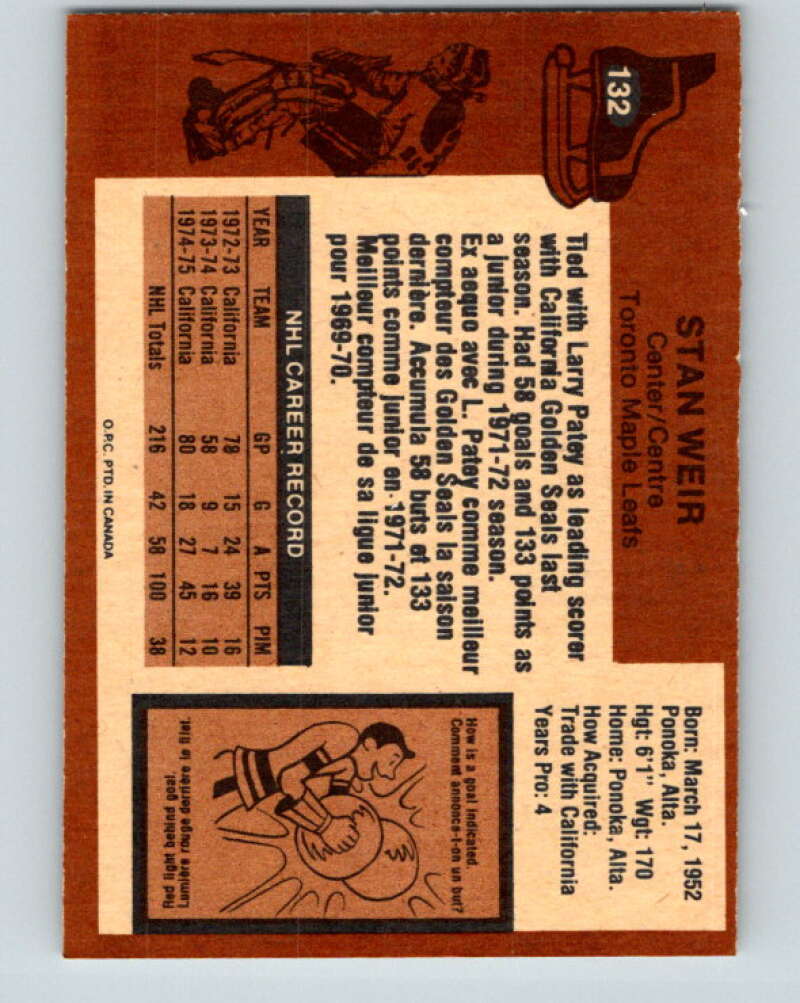 132
STAN WEIR
Center/Centre
Toronto Maple Leafs
Born: March 17, 1952
Ponoka, Alta.
Hgt: 6'1" Wgt: 170
Home: Ponoka, Alta.
How Acquired:
Trade with California
Years Pro: 4
Tied with Larry Patey as leading scorer
with California Golden Seals last
season. Had 58 goals and 133 points as
a junior during 1971-72 season.
Ex aequo avec L. Patey comme meilleur
compteur des Golden Seals la saison
dernière. Accumula 58 buts et 133
points comme junior en 1971-72.
Meilleur compteur de sa ligue junior
pour 1969-70.
NHL CAREER RECORD
YEAR TEAM GP G A PTS PIM
1972-73 California 78 15 24 39 16
1973-74 California 58 9 7 16 10
1974-75 California 80 18 27 45 12
NHL Totals 216 42 58 100 38
How is a goal indicated.
Comment annonce-t-on un but?
Red light behind goal.
Lumière rouge derrière le filet.
O.P.C. PTD. IN CANADA